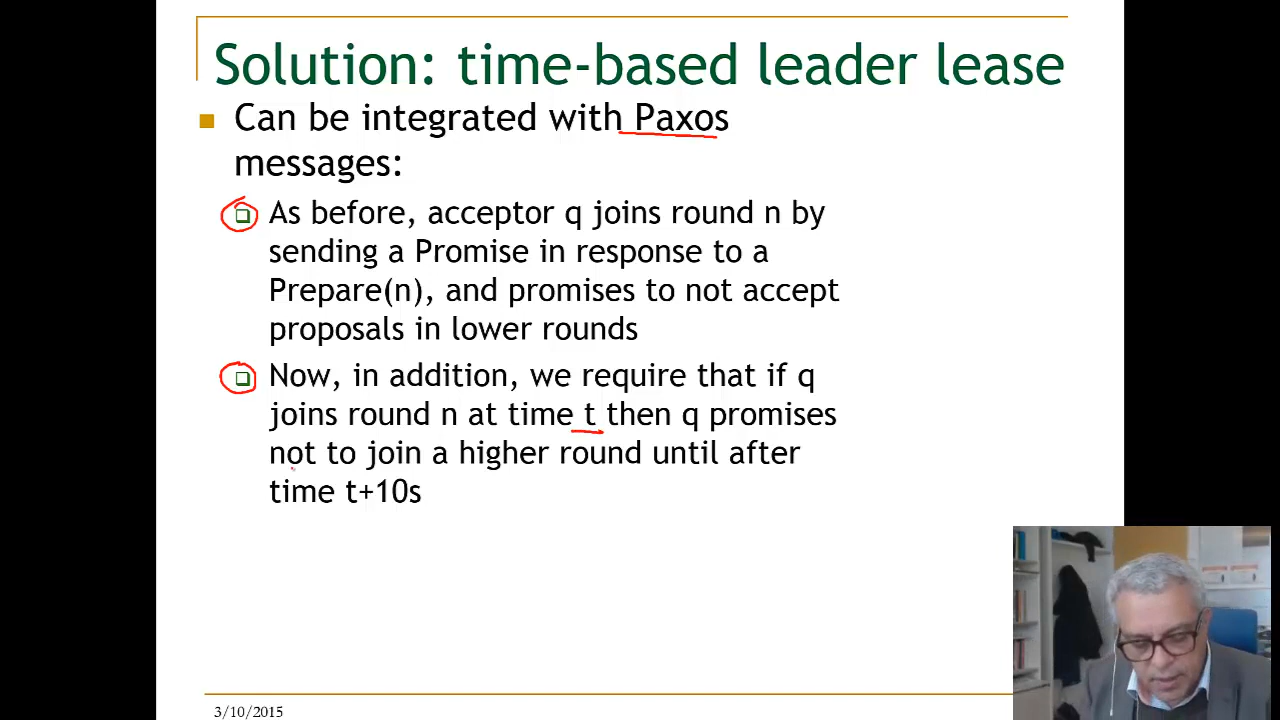 Solution: time-based leader lease
Can be integrated with Paxos
messages:
As before, acceptor q joins round n by
sending a Promise in response to a
Prepare(n), and promises to not accept
proposals in lower rounds
Now, in addition, we require that if q
joins round n at time t then q promises
not to join a higher round until after
time t+10s
3/10/2015